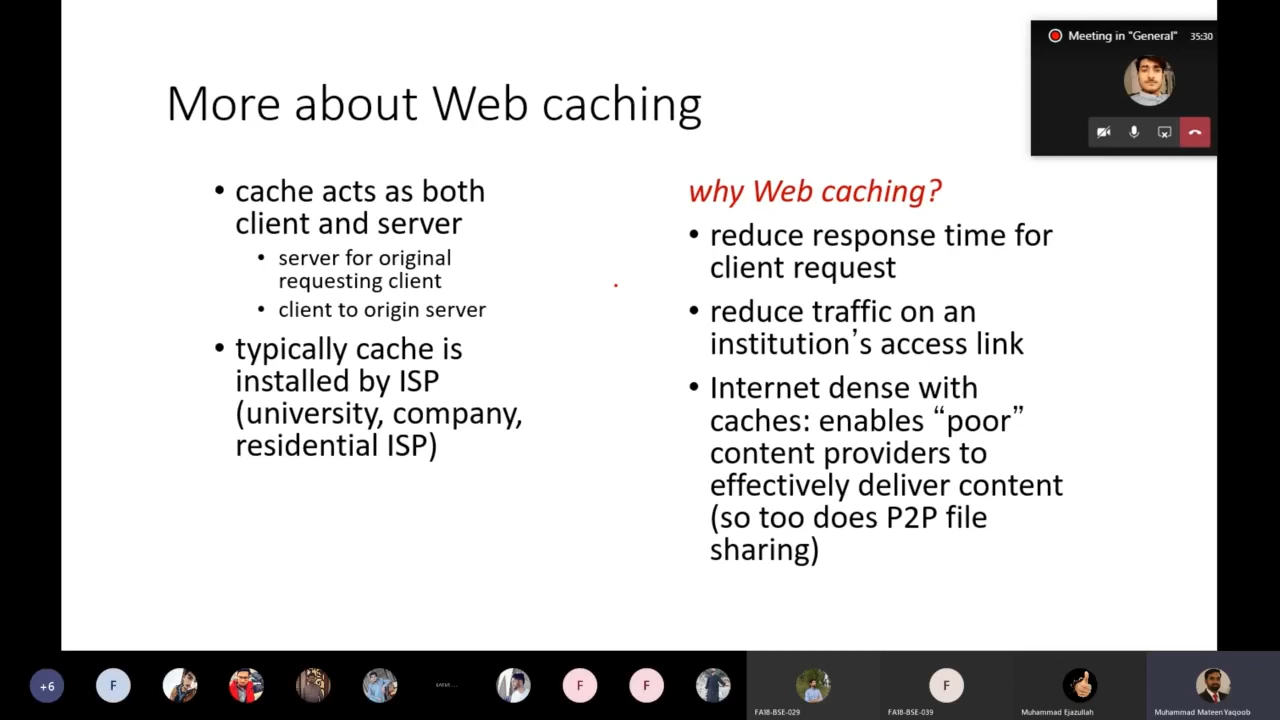 More about Web caching
• cache acts as both
client and server
• server for original
requesting client
• client to origin server
• typically cache is
installed by ISP
(university, company,
residential ISP)
why Web caching?
• reduce response time for
client request
• reduce traffic on an
institution’s access link
• Internet dense with
caches: enables “poor”
content providers to
effectively deliver content
(so too does P2P file
sharing)
Meeting in "General"
35:30
+6
F
F
F
F
FA18-BSE-029
FA18-BSE-039
Muhammad Ejazullah
Muhammad Mateen Yaqoob